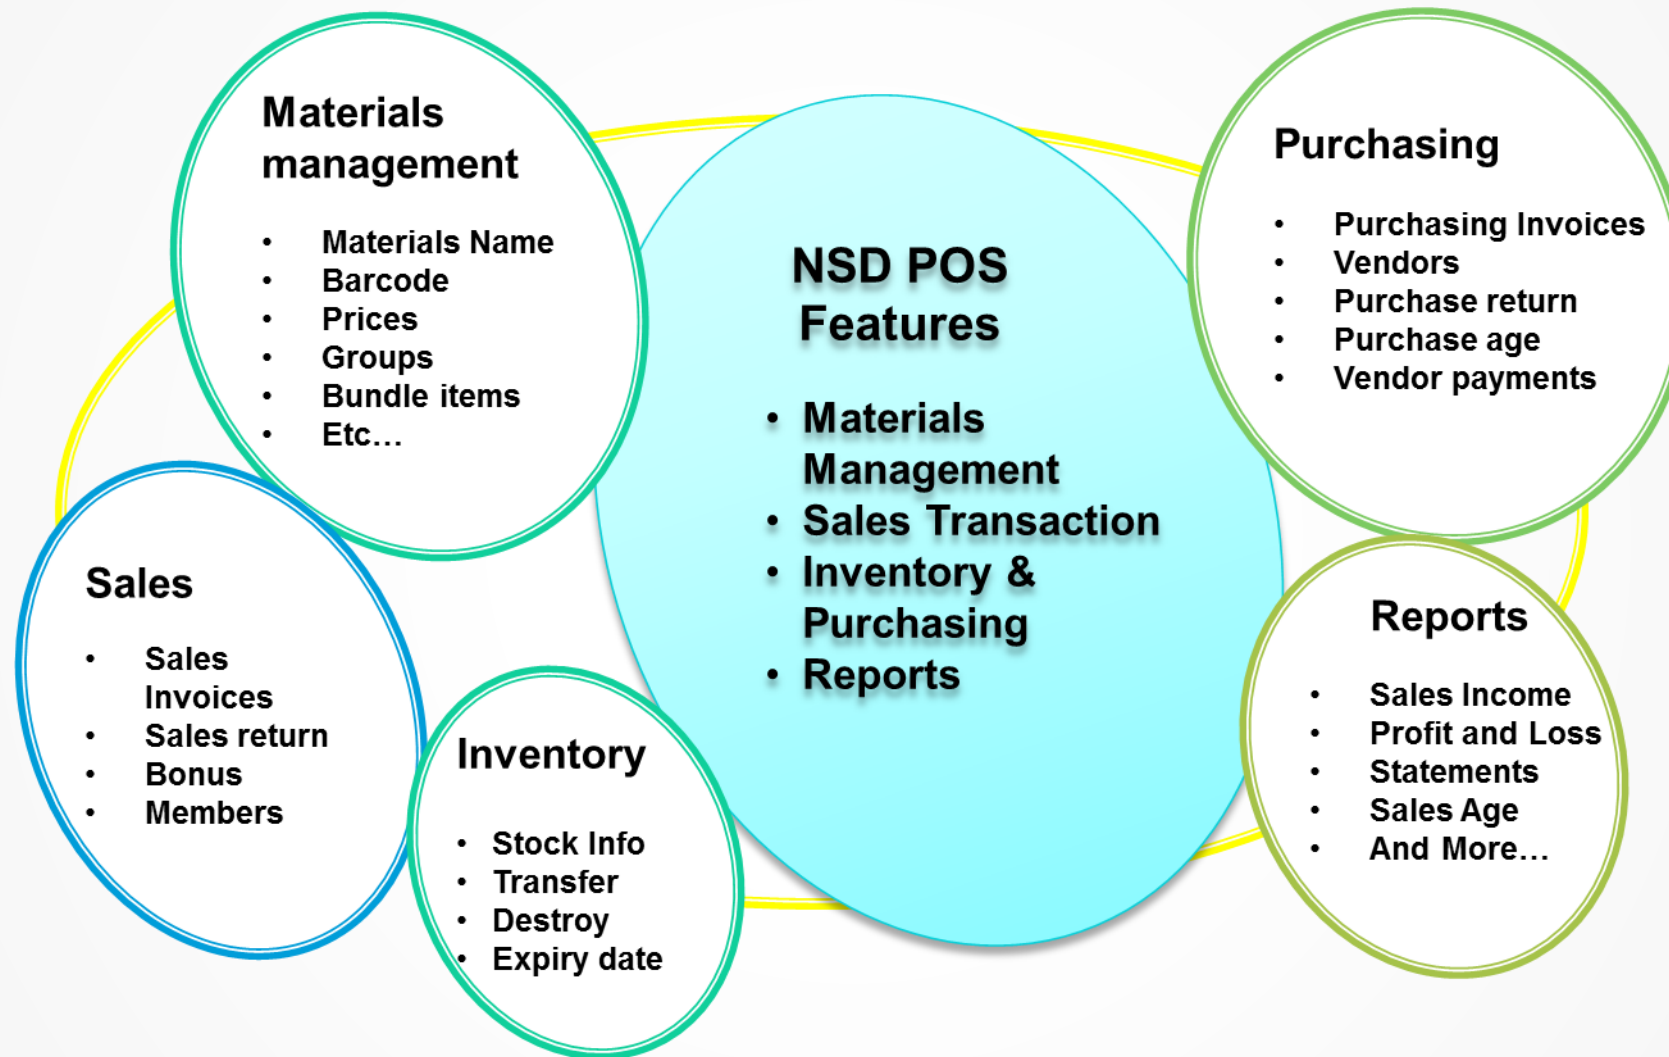 Materials
management
• Materials Name
• Barcode
• Prices
• Groups
• Bundle items
• Etc…
NSD POS
Features
• Materials
Management
• Sales Transaction
• Inventory &
Purchasing
• Reports
Purchasing
• Purchasing Invoices
• Vendors
• Purchase return
• Purchase age
• Vendor payments
Sales
• Sales
Invoices
• Sales return
• Bonus
• Members
Inventory
• Stock Info
• Transfer
• Destroy
• Expiry date
Reports
• Sales Income
• Profit and Loss
• Statements
• Sales Age
• And More…